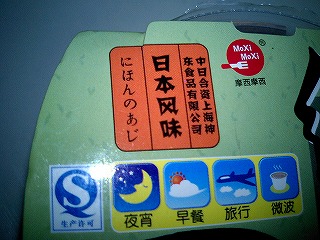 MoXi
MoXi
摩西摩西
中日合资上海神
东食品有限公司
日本风味
にほんのあじ
生产许可
夜宵
早餐
旅行
微波